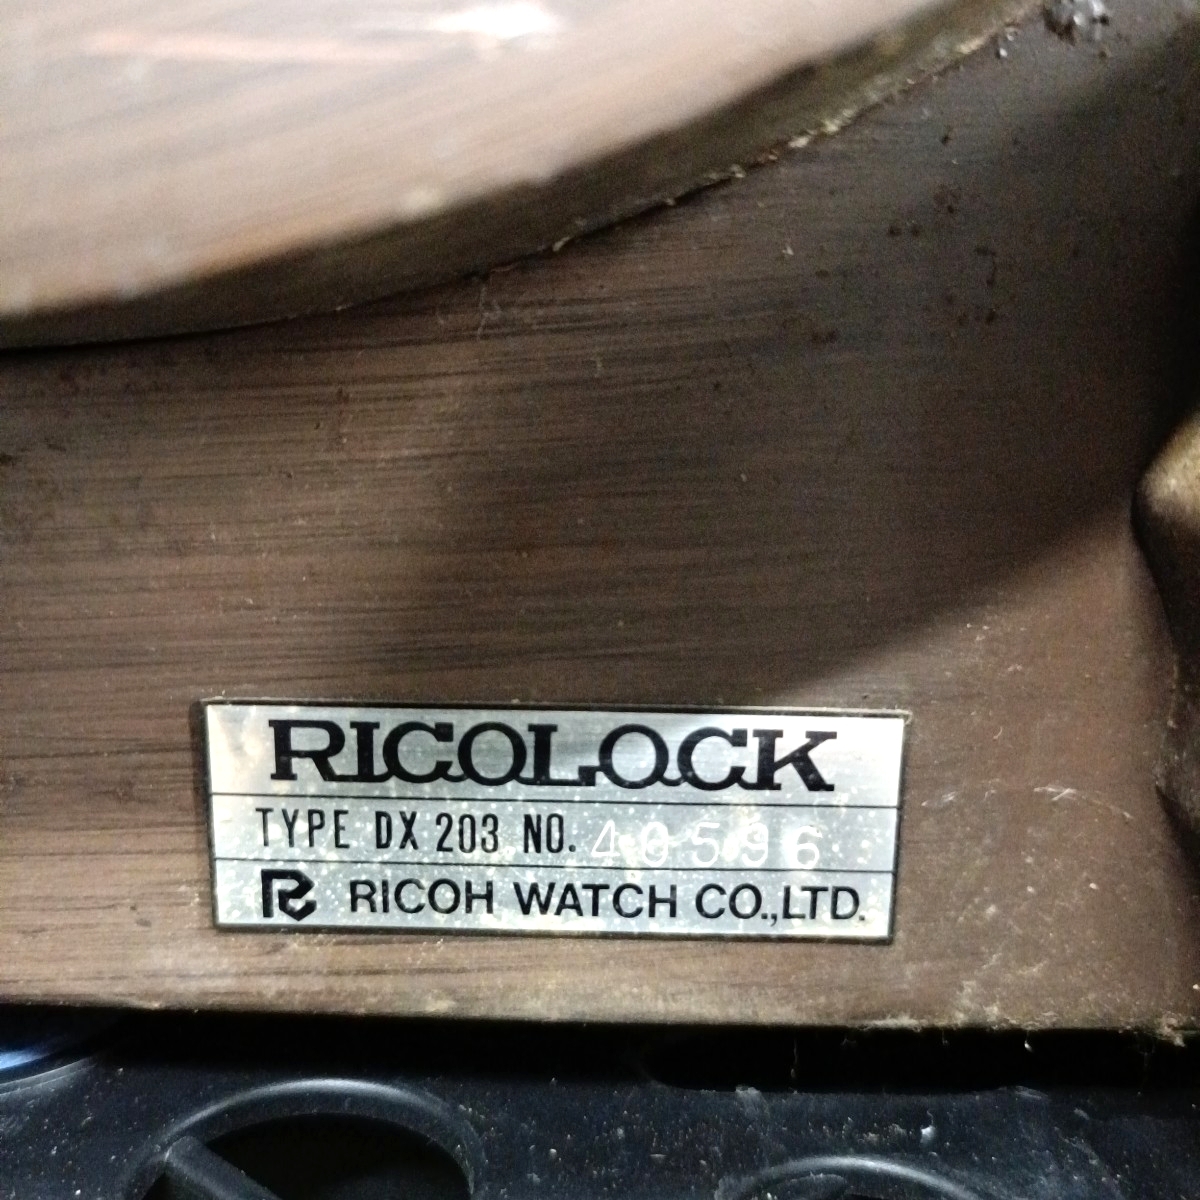 RICOLOCK
TYPE DX 203 NO. 40596
R RICOH WATCH CO.,LTD.